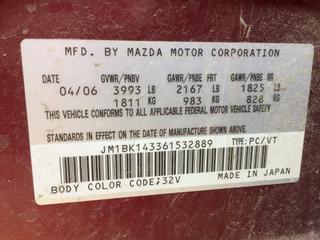 MFD. BY MAZDA MOTOR CORPORATION
GVWR/PNBV GAWR/PNBE FRT GAWR/PNBE RR
04/06 3993 LB 2167 LB 1825 LB
1811 KG 983 KG 828 KG
THIS VEHICLE CONFORMS TO ALL APPLICABLE FEDERAL MOTOR VEHICLE SAFETY
STANDARDS IN EFFECT ON THE DATE OF MANUFACTURE SHOWN ABOVE.
JM1BK143361532889 TYPE:PC/VT
MADE IN JAPAN
BODY COLOR CODE;32V